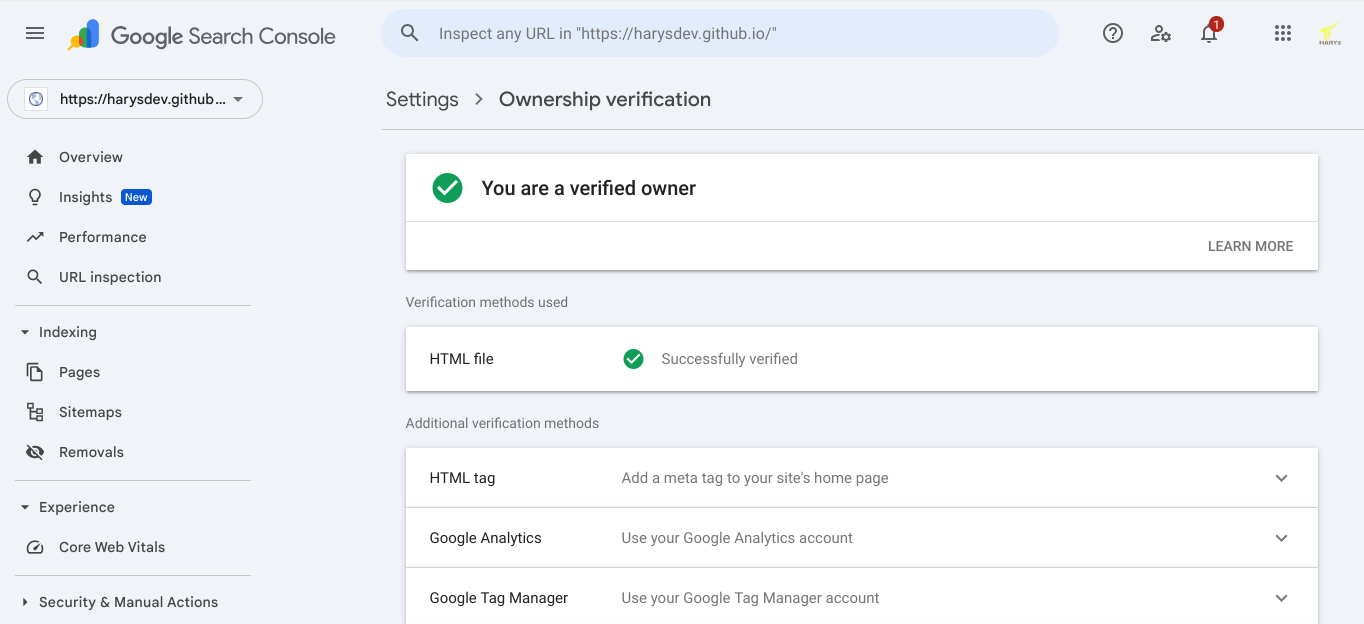 Google Search Console
Inspect any URL in "https://harysdev.github.io/"
1
HARYS
https://harysdev.github...
Settings > Ownership verification
Overview
Insights New
Performance
URL inspection
Indexing
Pages
Sitemaps
Removals
Experience
Core Web Vitals
Security & Manual Actions
You are a verified owner
LEARN MORE
Verification methods used
HTML file Successfully verified
Additional verification methods
HTML tag Add a meta tag to your site's home page
Google Analytics Use your Google Analytics account
Google Tag Manager Use your Google Tag Manager account